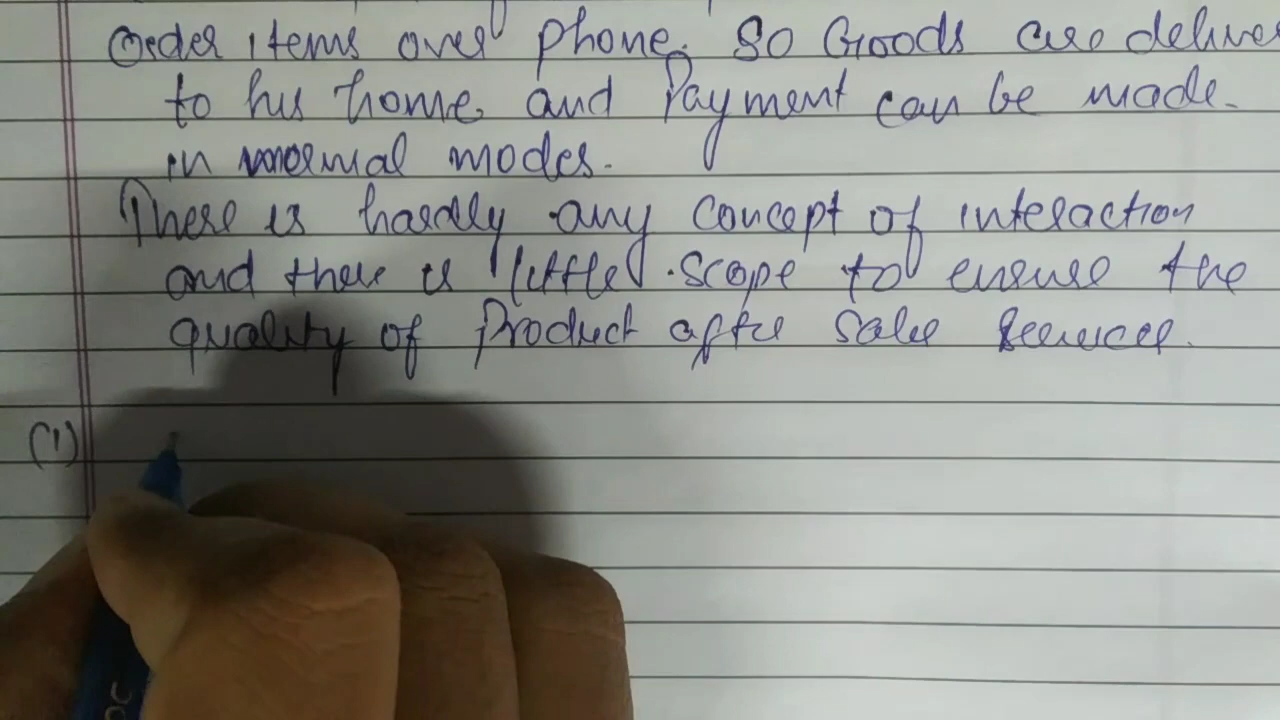 Order items over phone. So Goods are deliver
to his home. and Payment can be made.
in normal modes.
There is hardly any concept of interaction
and there is little scope to ensure the
quality of Product after sale services.
(1)